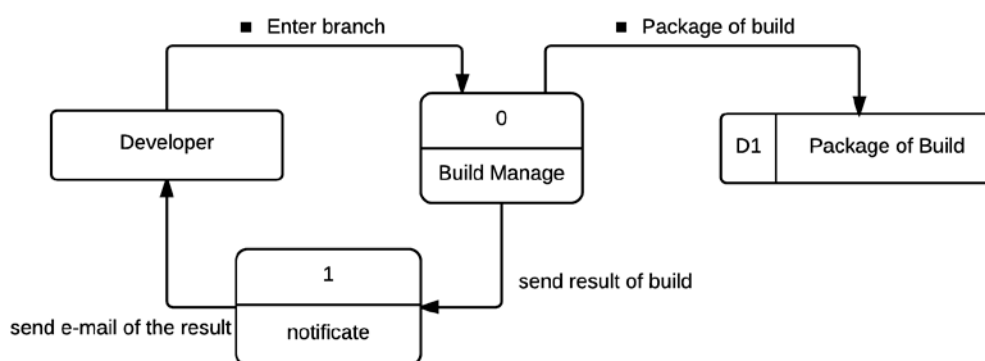 ■ Enter branch
■ Package of build
0
Developer
Build Manage
D1
Package of Build
1
send result of build
send e-mail of the result
notificate